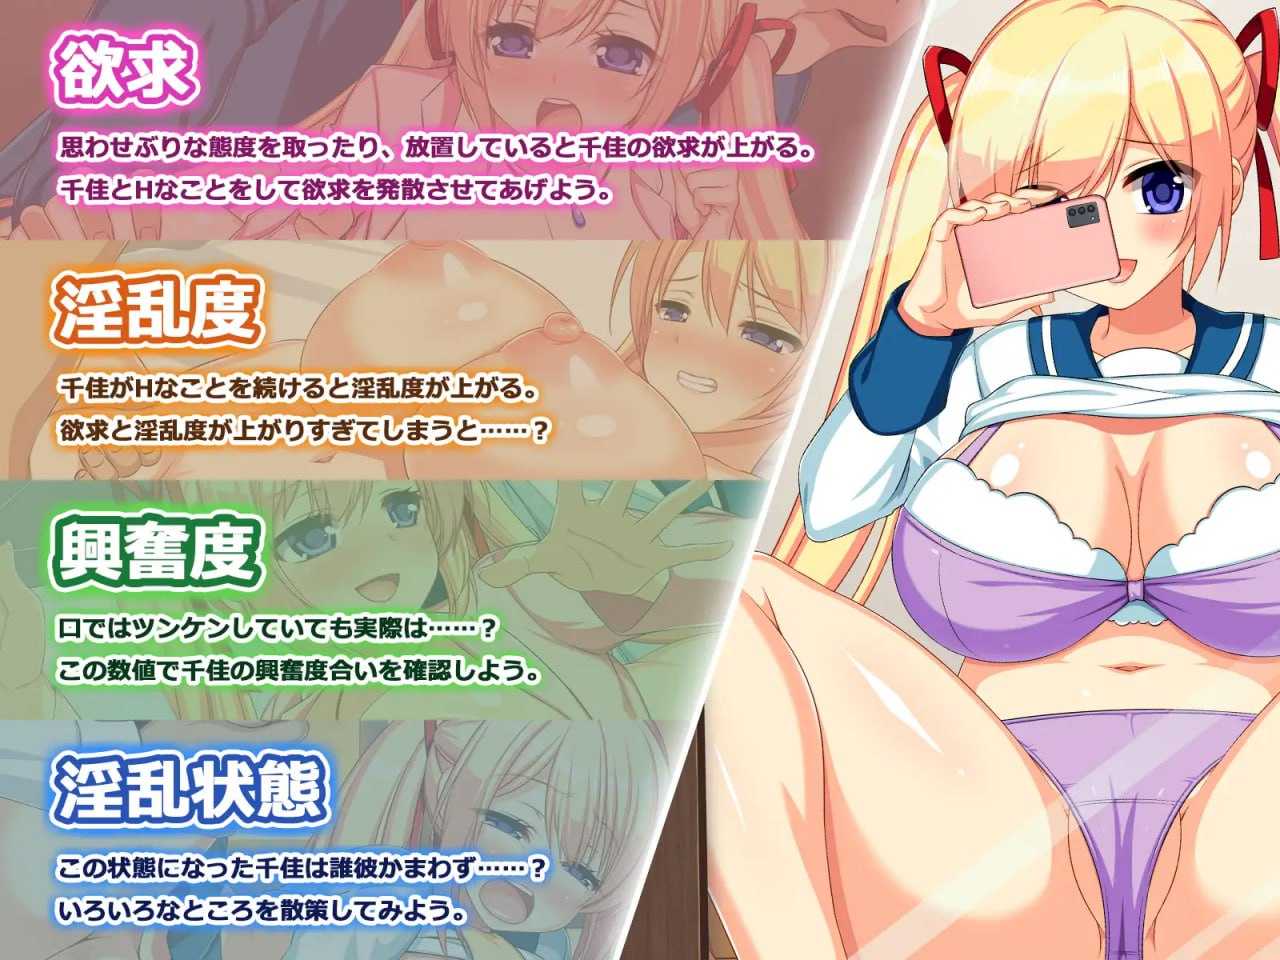 欲求
思わせぶりな態度を取ったり、放置していると千佳の欲求が上がる。
千佳とHなことをして欲求を発散させてあげよう。
淫乱度
千佳がHなことを続けると淫乱度が上がる。
欲求と淫乱度が上がりすぎてしまうと……？
興奮度
口ではツンケンしていても実際は……？
この数値で千佳の興奮度合いを確認しよう。
淫乱状態
この状態になった千佳は誰彼かまわず……？
いろいろなところを散策してみよう。